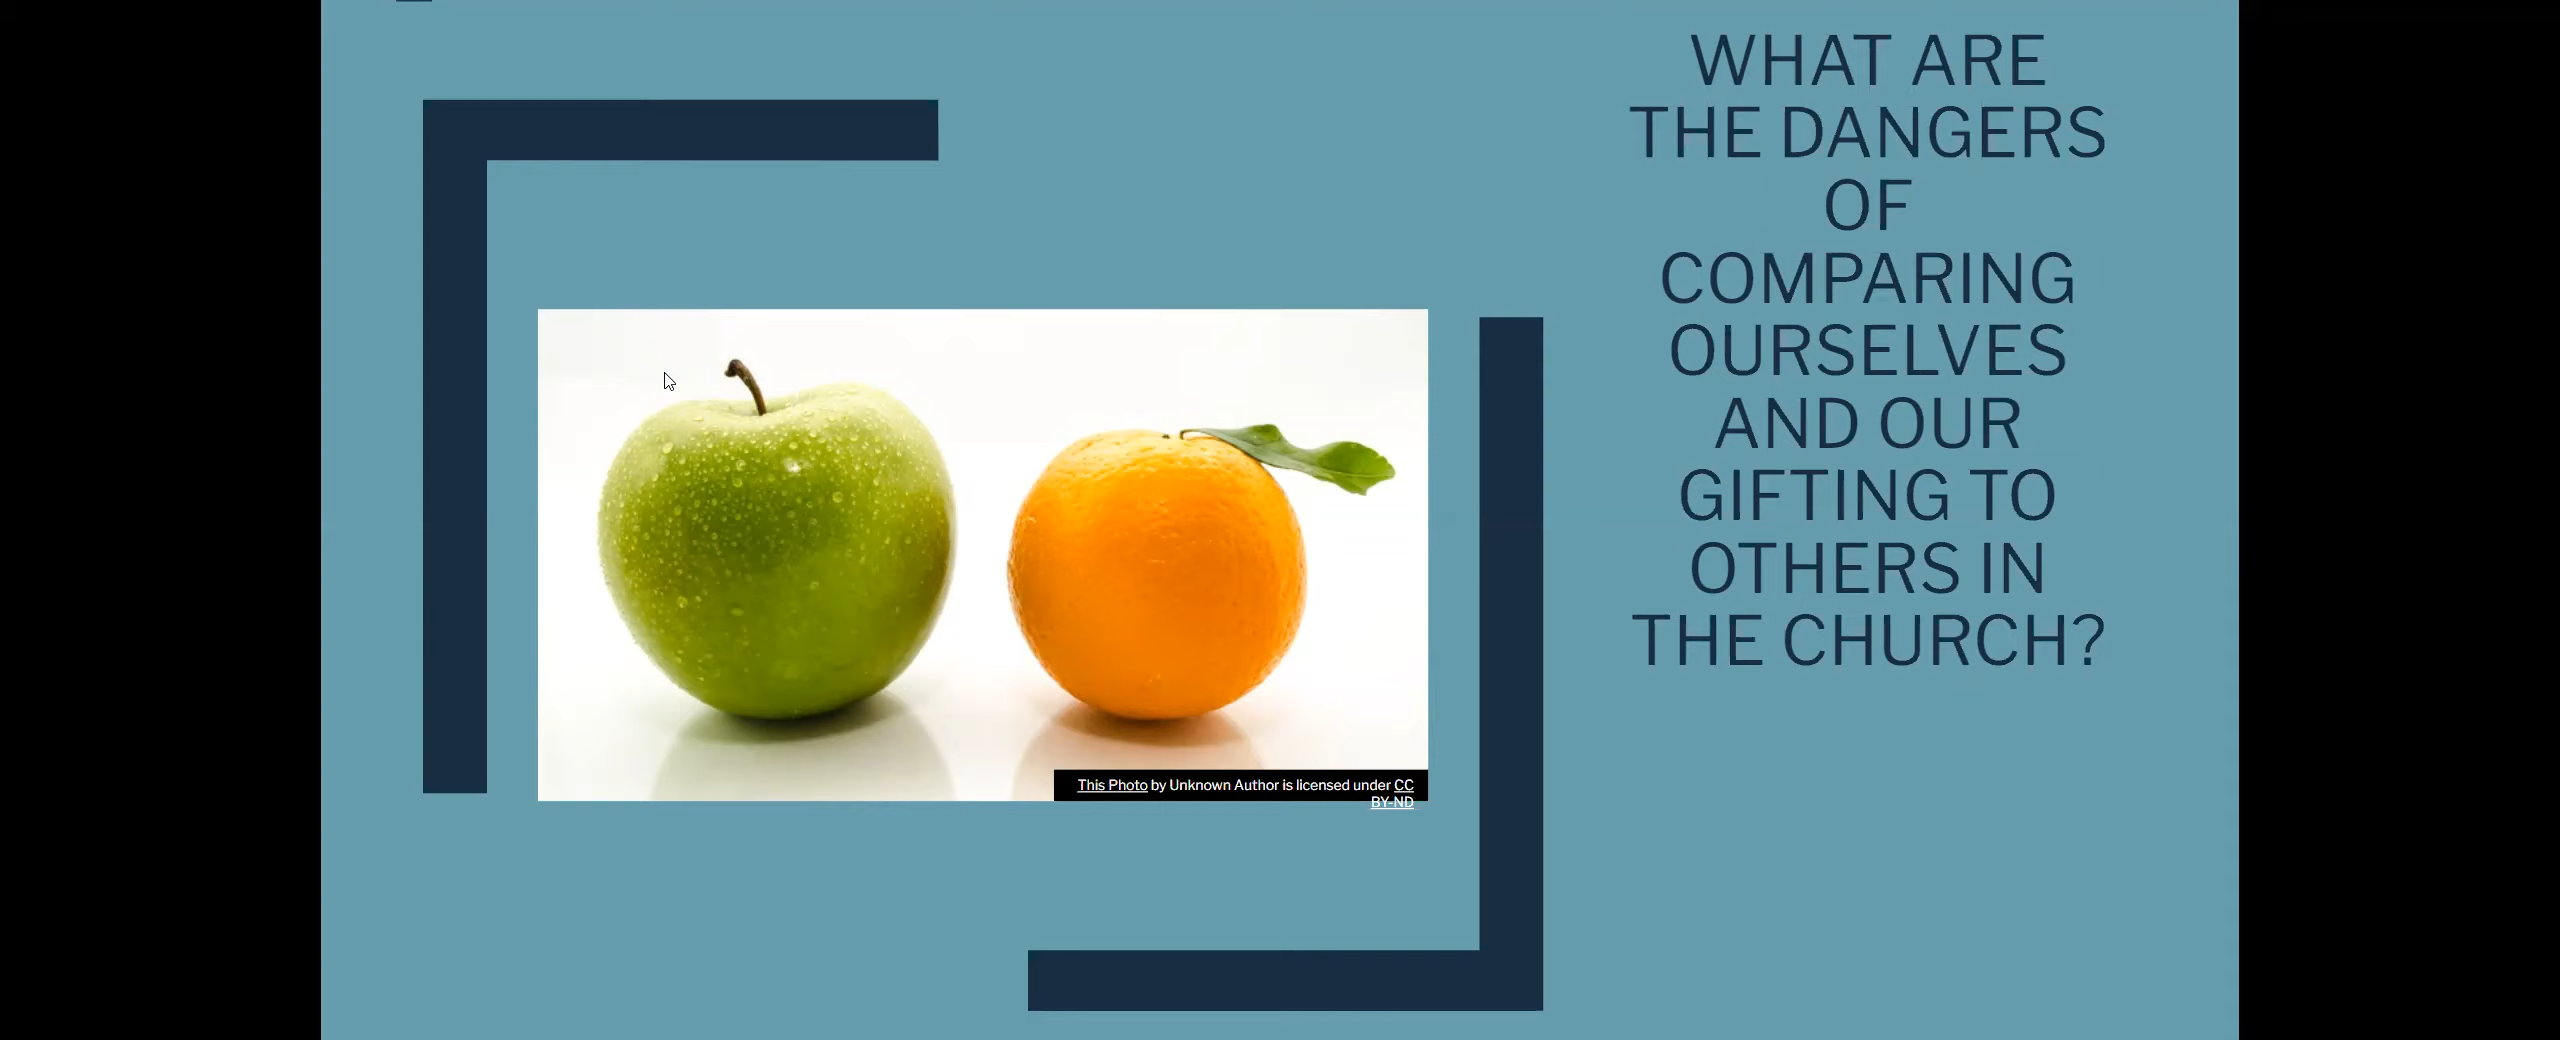 WHAT ARE
THE DANGERS
OF
COMPARING
OURSELVES
AND OUR
GIFTING TO
OTHERS IN
THE CHURCH?
This Photo by Unknown Author is licensed under CC
BY-ND